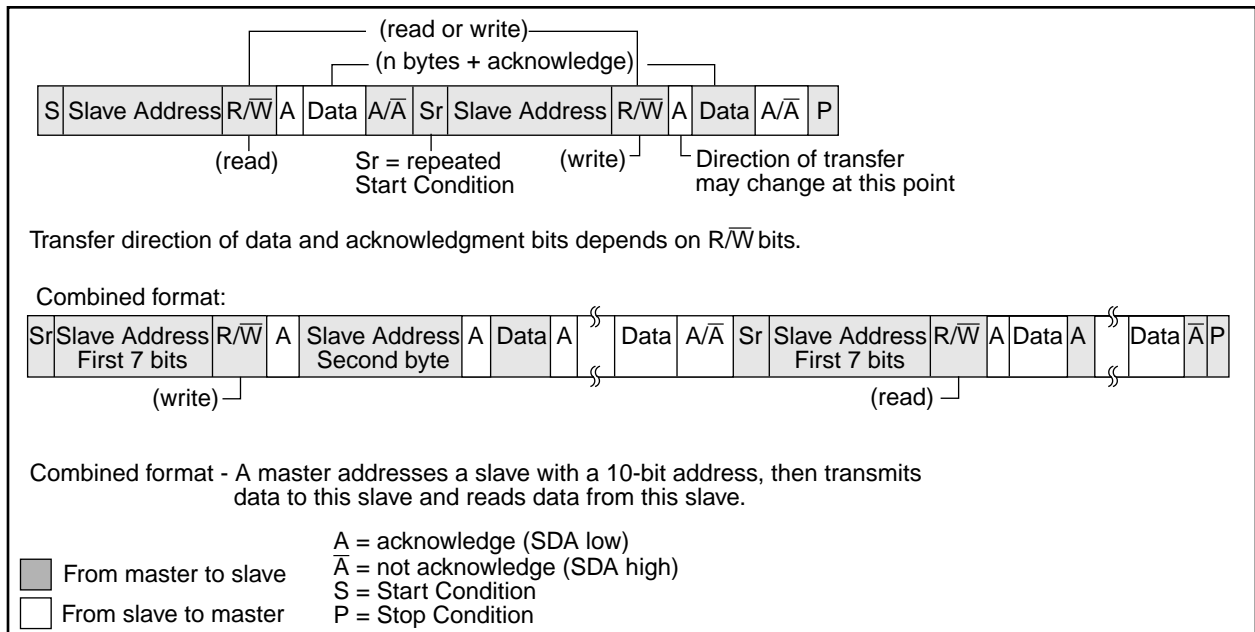 (read or write)
(n bytes + acknowledge)
S Slave Address R/W̅ A Data A/A̅ Sr Slave Address R/W̅ A Data A/A̅ P
(read) Sr = repeated (write) Direction of transfer
Start Condition may change at this point
Transfer direction of data and acknowledgment bits depends on R/W̅ bits.
Combined format:
Sr Slave Address R/W̅ A Slave Address A Data A Data A/A̅ Sr Slave Address R/W̅ A Data A Data A̅ P
First 7 bits Second byte First 7 bits
(write) (read)
Combined format - A master addresses a slave with a 10-bit address, then transmits
data to this slave and reads data from this slave.
A = acknowledge (SDA low)
A̅ = not acknowledge (SDA high)
From master to slave
S = Start Condition
From slave to master
P = Stop Condition